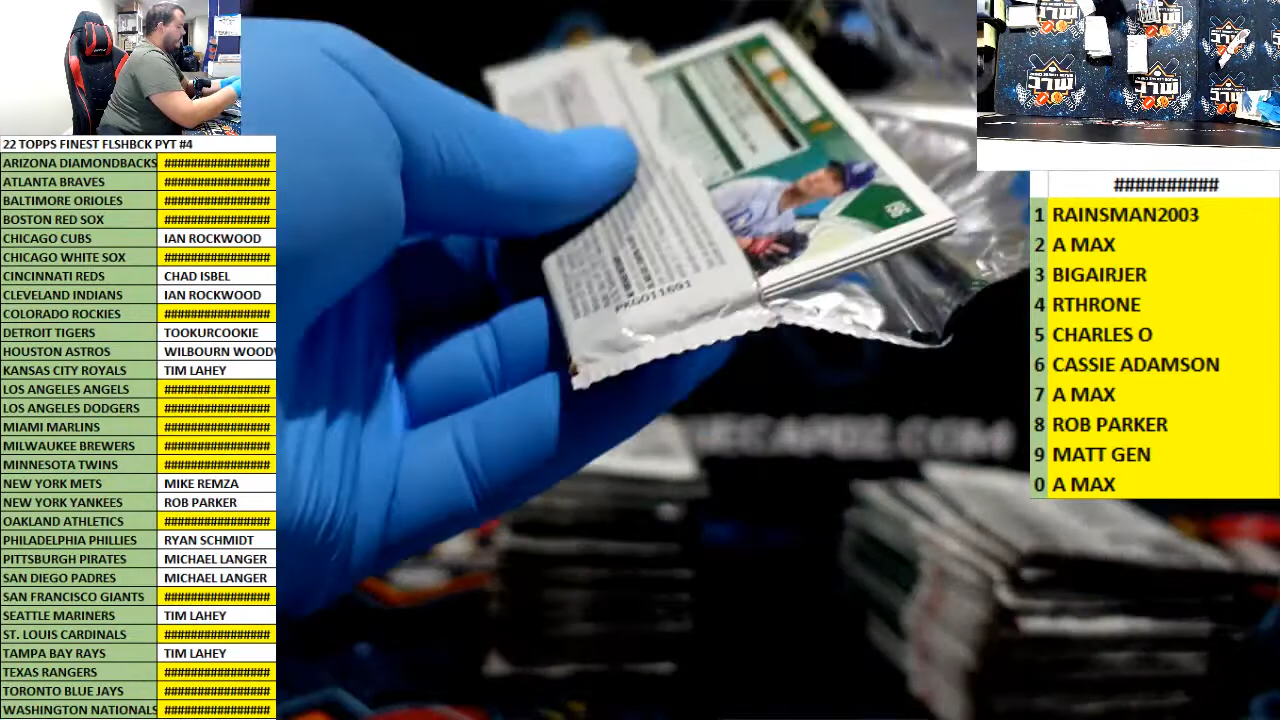 22 TOPPS FINEST FLSHBCK PYT #4
ARIZONA DIAMONDBACKS ################
ATLANTA BRAVES ################
BALTIMORE ORIOLES ################
BOSTON RED SOX ################
CHICAGO CUBS IAN ROCKWOOD
CHICAGO WHITE SOX ################
CINCINNATI REDS CHAD ISBEL
CLEVELAND INDIANS IAN ROCKWOOD
COLORADO ROCKIES ################
DETROIT TIGERS TOOKURCOOKIE
HOUSTON ASTROS WILBOURN WOOD
KANSAS CITY ROYALS TIM LAHEY
LOS ANGELES ANGELS ################
LOS ANGELES DODGERS ################
MIAMI MARLINS ################
MILWAUKEE BREWERS ################
MINNESOTA TWINS ################
NEW YORK METS MIKE REMZA
NEW YORK YANKEES ROB PARKER
OAKLAND ATHLETICS ################
PHILADELPHIA PHILLIES RYAN SCHMIDT
PITTSBURGH PIRATES MICHAEL LANGER
SAN DIEGO PADRES MICHAEL LANGER
SAN FRANCISCO GIANTS ################
SEATTLE MARINERS TIM LAHEY
ST. LOUIS CARDINALS ################
TAMPA BAY RAYS TIM LAHEY
TEXAS RANGERS ################
TORONTO BLUE JAYS ################
WASHINGTON NATIONALS ################
PKG011691
##########
1 RAINSMAN2003
2 A MAX
3 BIGAIRJER
4 RTHRONE
5 CHARLES O
6 CASSIE ADAMSON
7 A MAX
8 ROB PARKER
9 MATT GEN
0 A MAX